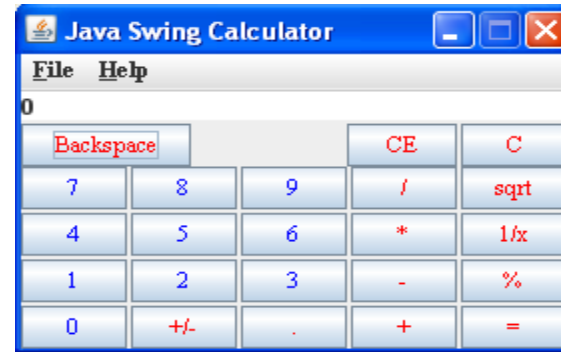 Java Swing Calculator
File Help
0
Backspace CE C
7 8 9 / sqrt
4 5 6 * 1/x
1 2 3 - %
0 +/- . + =